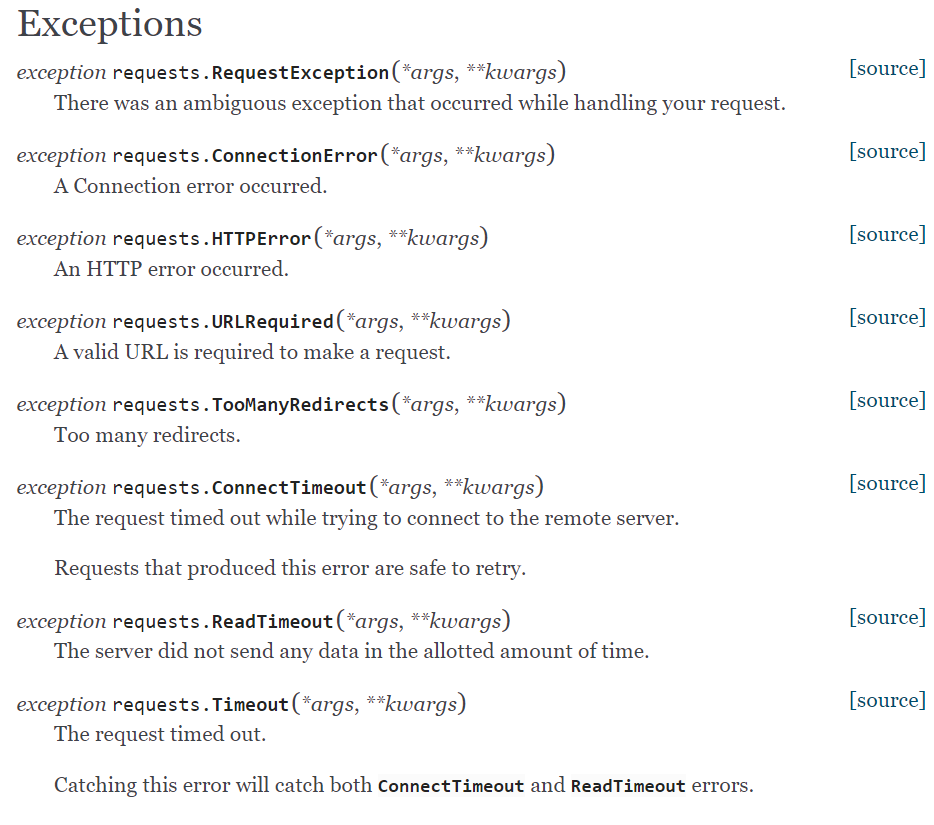 Exceptions
exception requests.RequestException(*args, **kwargs) [source]
There was an ambiguous exception that occurred while handling your request.
exception requests.ConnectionError(*args, **kwargs) [source]
A Connection error occurred.
exception requests.HTTPError(*args, **kwargs) [source]
An HTTP error occurred.
exception requests.URLRequired(*args, **kwargs) [source]
A valid URL is required to make a request.
exception requests.TooManyRedirects(*args, **kwargs) [source]
Too many redirects.
exception requests.ConnectTimeout(*args, **kwargs) [source]
The request timed out while trying to connect to the remote server.
Requests that produced this error are safe to retry.
exception requests.ReadTimeout(*args, **kwargs) [source]
The server did not send any data in the allotted amount of time.
exception requests.Timeout(*args, **kwargs) [source]
The request timed out.
Catching this error will catch both ConnectTimeout and ReadTimeout errors.